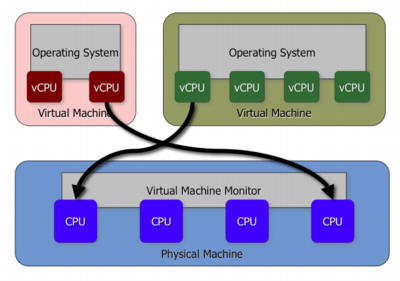 Operating System
vCPU
vCPU
Virtual Machine
Operating System
vCPU
vCPU
vCPU
vCPU
Virtual Machine
Virtual Machine Monitor
CPU
CPU
CPU
CPU
Physical Machine